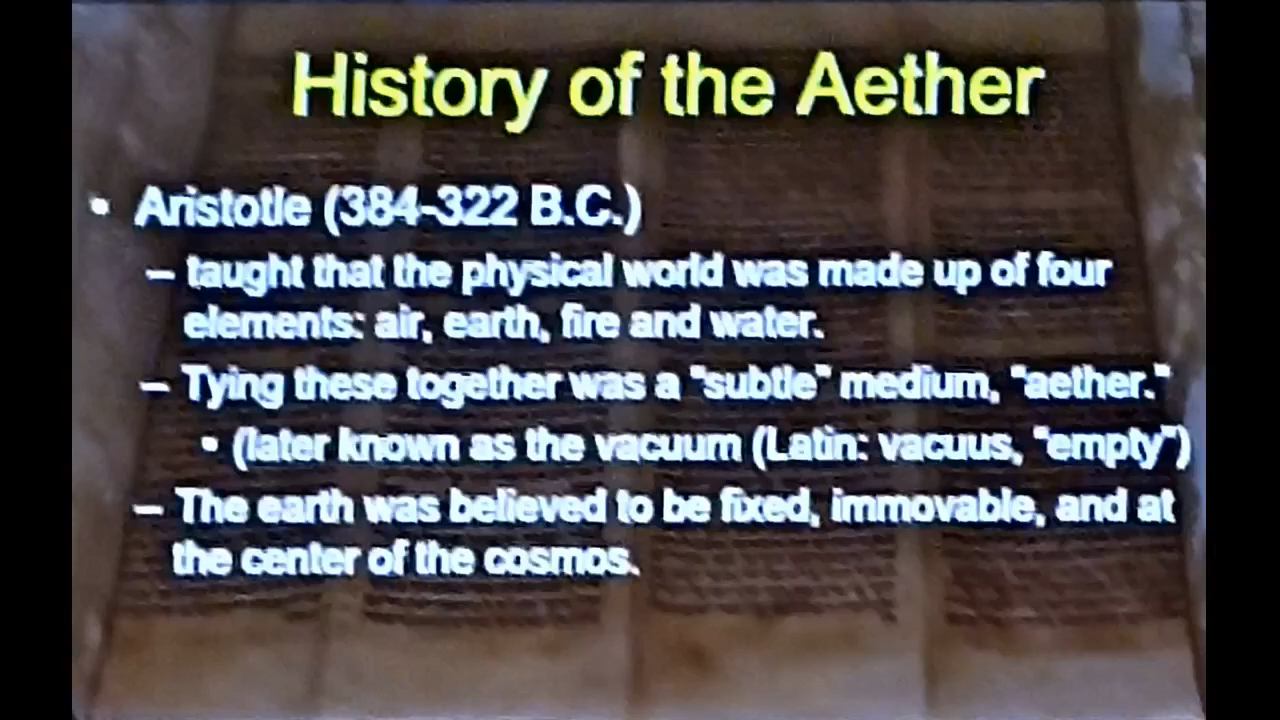 History of the Aether
• Aristotle (384-322 B.C.)
– taught that the physical world was made up of four
elements: air, earth, fire and water.
– Tying these together was a "subtle" medium, "aether."
• (later known as the vacuum (Latin: vacuus, "empty")
– The earth was believed to be fixed, immovable, and at
the center of the cosmos.